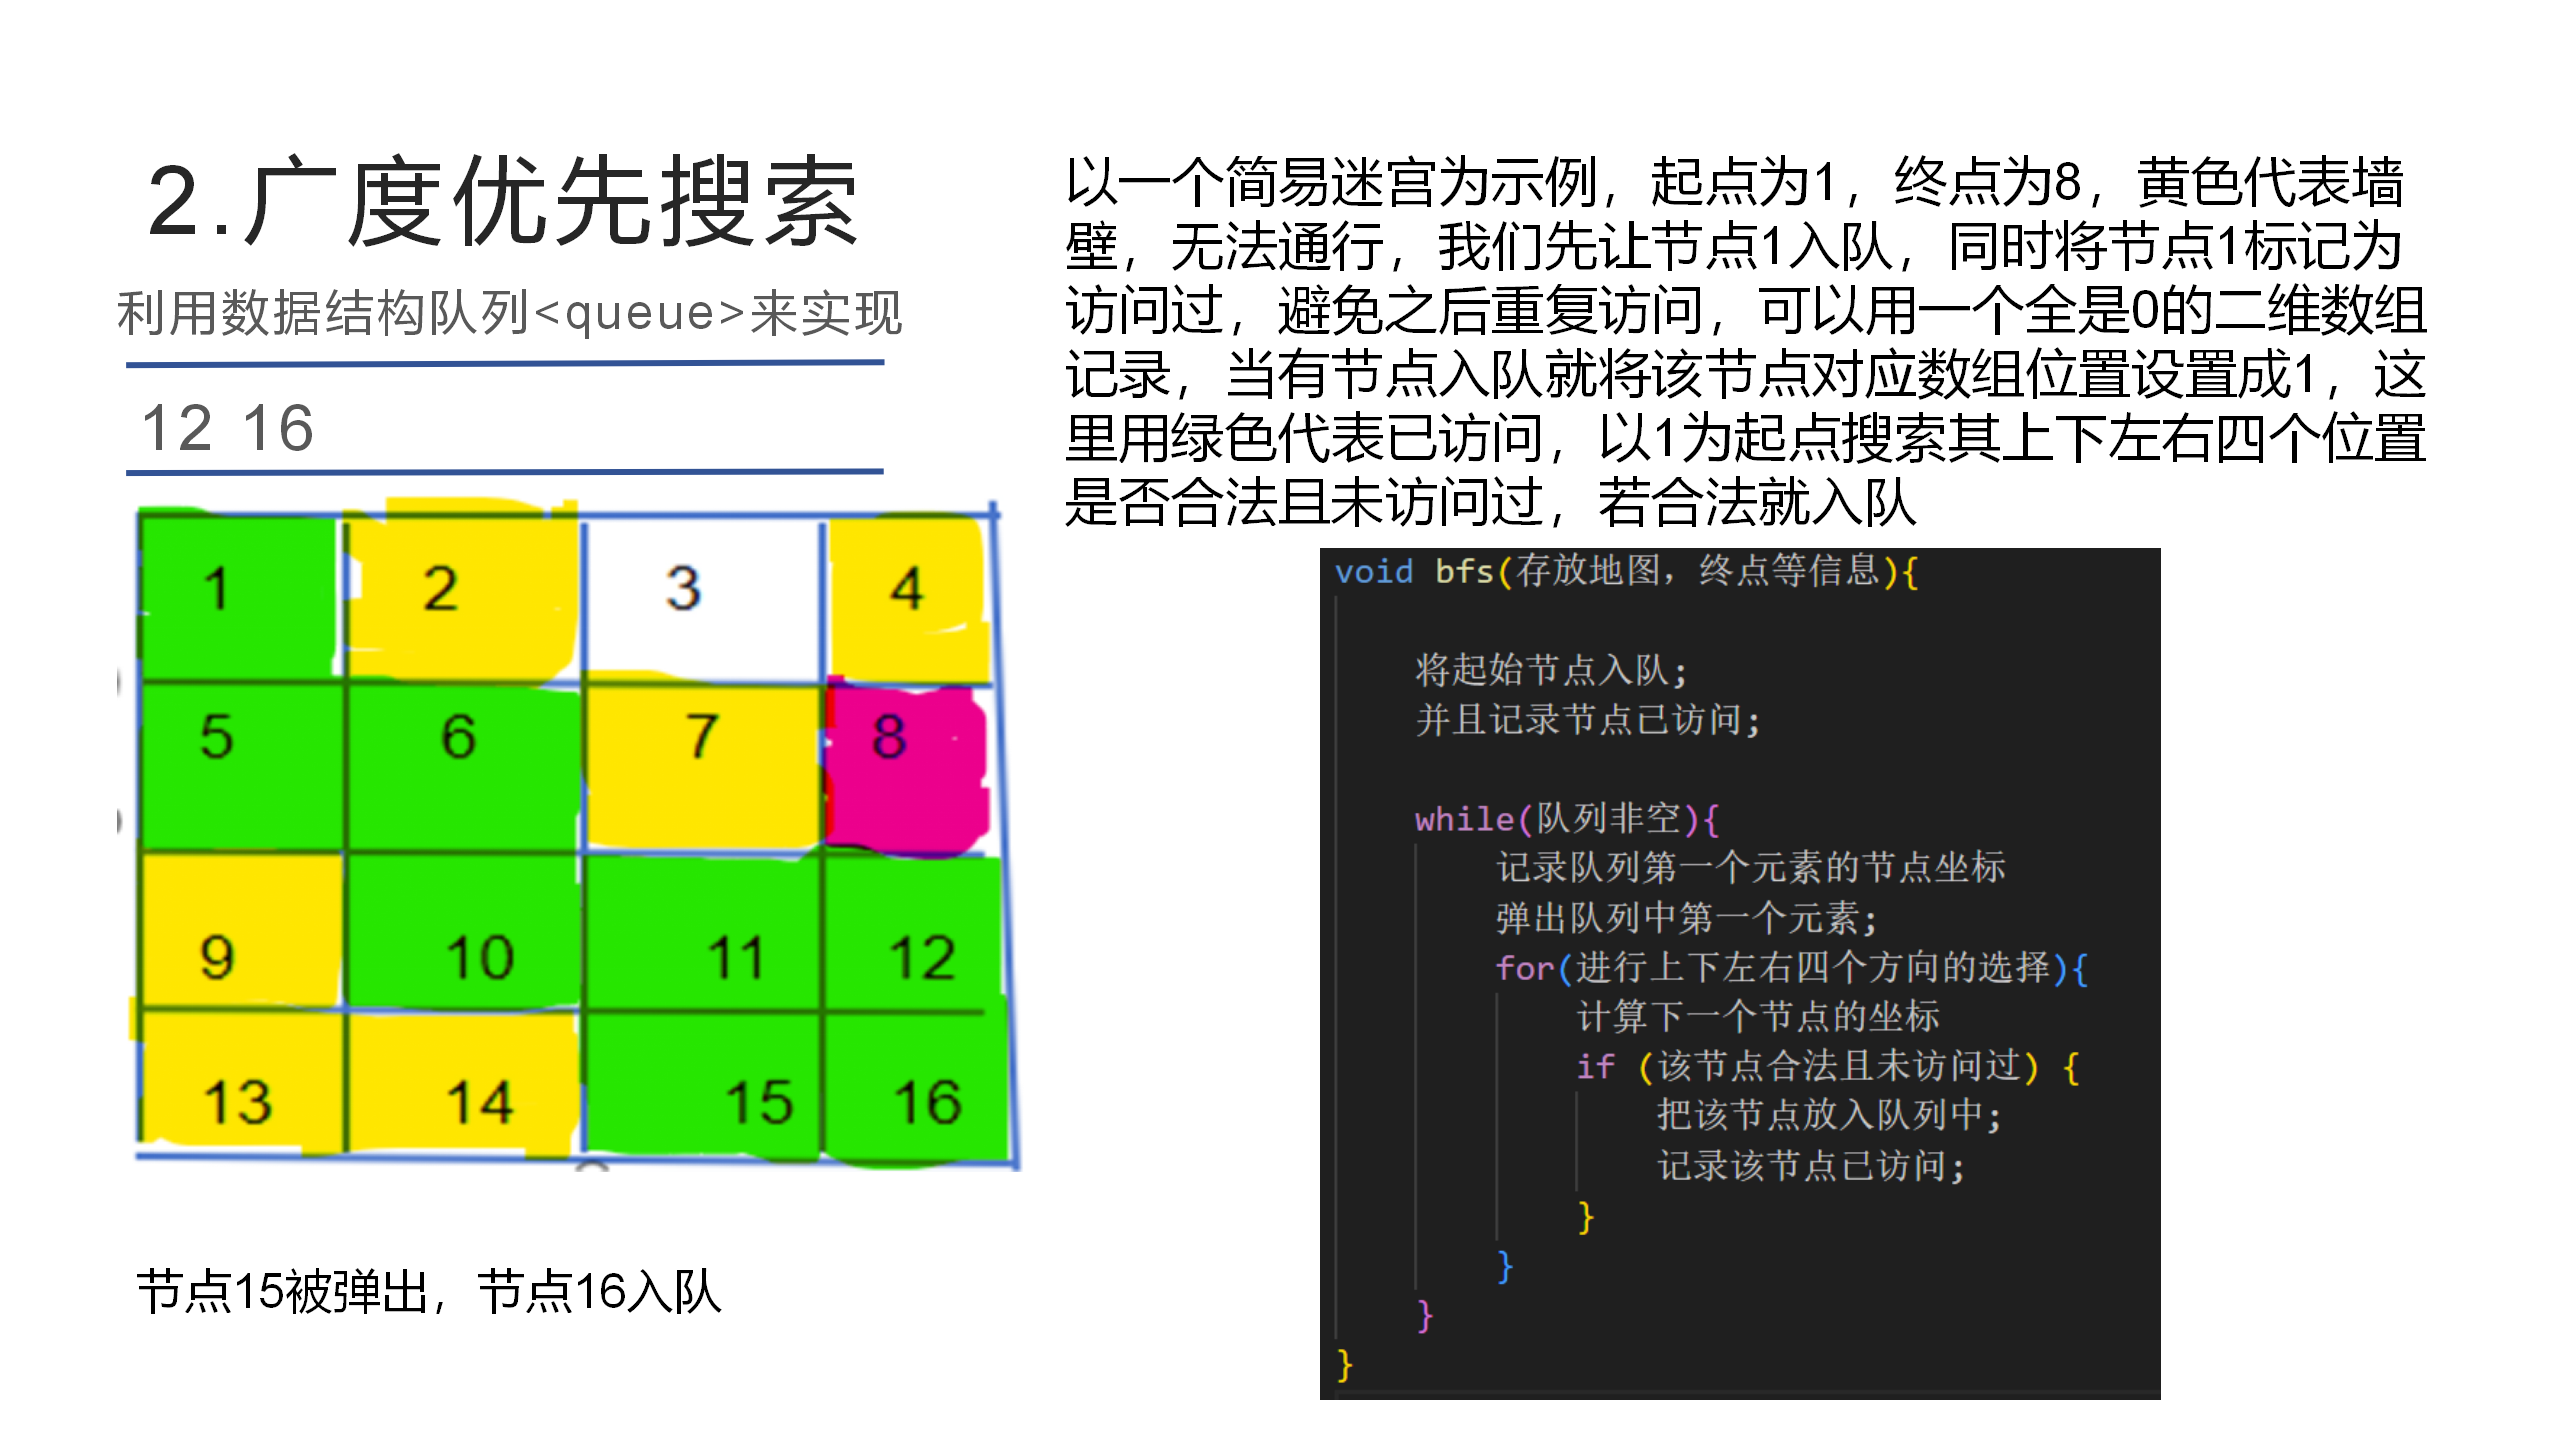 2.广度优先搜索
利用数据结构队列<queue>来实现
12 16
1 2 3 4
5 6 7 8
9 10 11 12
13 14 15 16
节点15被弹出，节点16入队
以一个简易迷宫为示例，起点为1，终点为8，黄色代表墙
壁，无法通行，我们先让节点1入队，同时将节点1标记为
访问过，避免之后重复访问，可以用一个全是0的二维数组
记录，当有节点入队就将该节点对应数组位置设置成1，这
里用绿色代表已访问，以1为起点搜索其上下左右四个位置
是否合法且未访问过，若合法就入队
void bfs(存放地图，终点等信息){
将起始节点入队;
并且记录节点已访问;
while(队列非空){
记录队列第一个元素的节点坐标
弹出队列中第一个元素;
for(进行上下左右四个方向的选择){
计算下一个节点的坐标
if (该节点合法且未访问过) {
把该节点放入队列中;
记录该节点已访问;
}
}
}
}